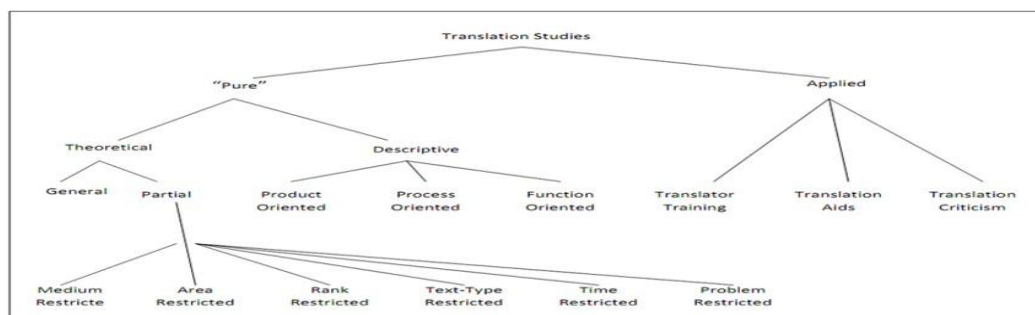 Translation Studies
"Pure"
Applied
Theoretical
Descriptive
General
Partial
Product
Oriented
Process
Oriented
Function
Oriented
Translator
Training
Translation
Aids
Translation
Criticism
Medium
Restricte
Area
Restricted
Rank
Restricted
Text-Type
Restricted
Time
Restricted
Problem
Restricted